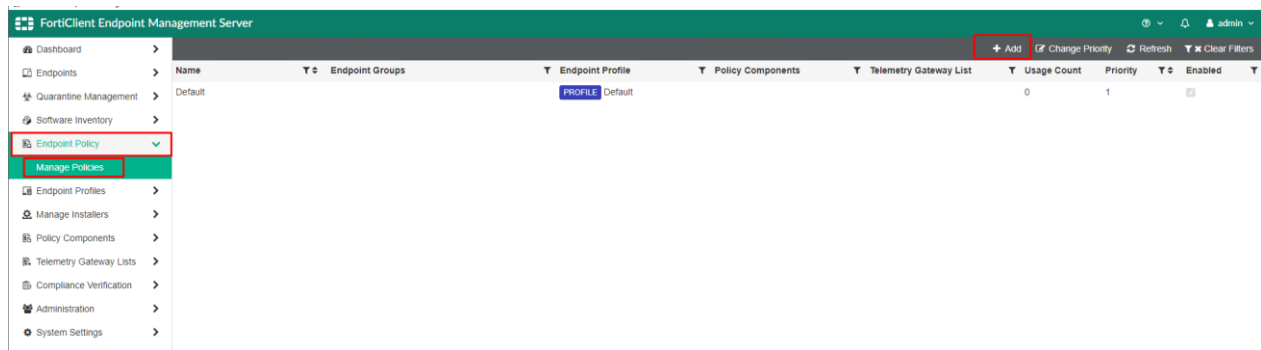 FortiClient Endpoint Management Server
admin
Dashboard
Endpoints
Quarantine Management
Software Inventory
Endpoint Policy
Manage Policies
Endpoint Profiles
Manage Installers
Policy Components
Telemetry Gateway Lists
Compliance Verification
Administration
System Settings
+ Add Change Priority Refresh Clear Filters
Name Endpoint Groups Endpoint Profile Policy Components Telemetry Gateway List Usage Count Priority Enabled
Default PROFILE Default 0 1